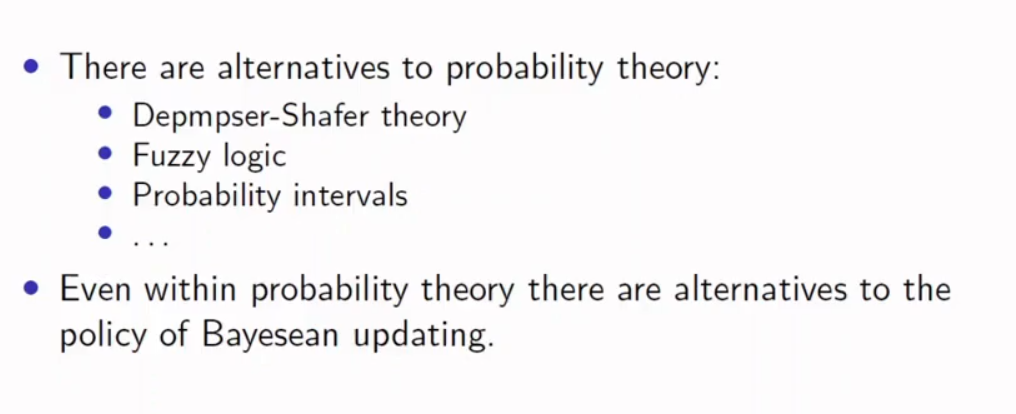 • There are alternatives to probability theory:
• Depmpser-Shafer theory
• Fuzzy logic
• Probability intervals
• ...
• Even within probability theory there are alternatives to the
policy of Bayesean updating.